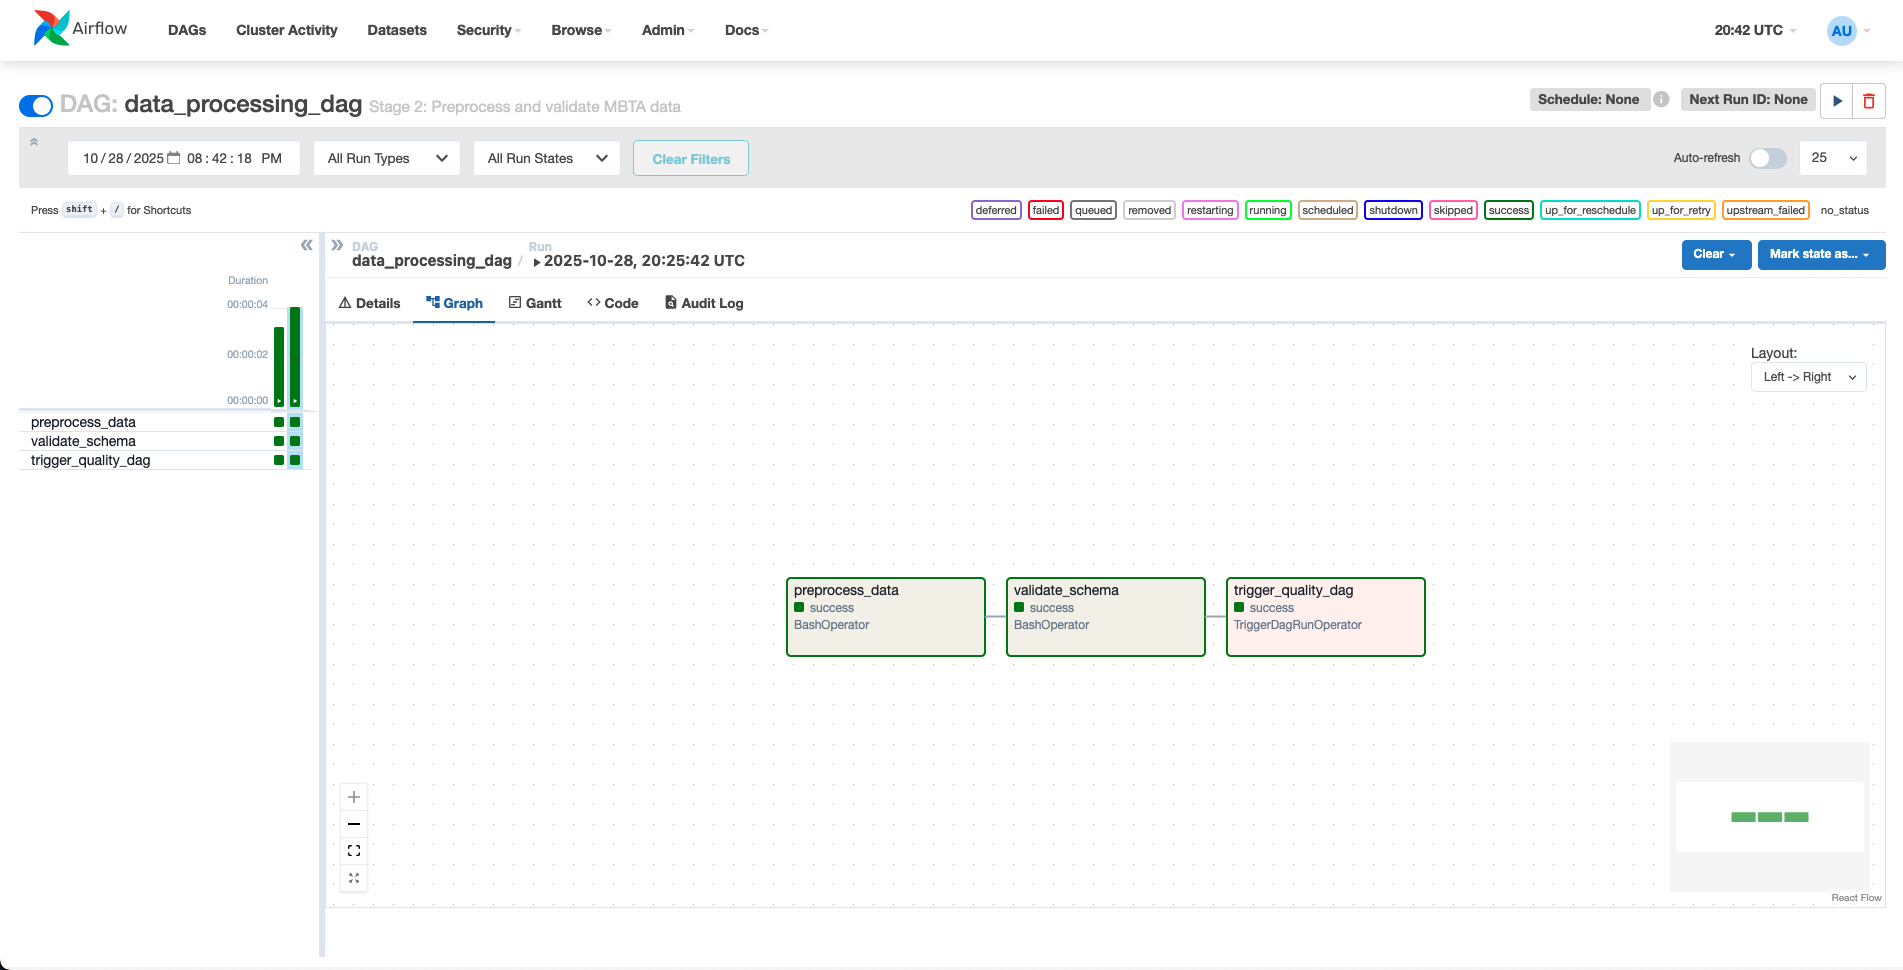 Airflow DAGs Cluster Activity Datasets Security Browse Admin Docs 20:42 UTC AU
DAG: data_processing_dag Stage 2: Preprocess and validate MBTA data Schedule: None Next Run ID: None
10/28/2025 08:42:18 PM All Run Types All Run States Clear Filters Auto-refresh 25
Press shift + / for Shortcuts deferred failed queued removed restarting running scheduled shutdown skipped success up_for_reschedule up_for_retry upstream_failed no_status
DAG Run
data_processing_dag / 2025-10-28, 20:25:42 UTC Clear Mark state as...
Details Graph Gantt Code Audit Log
Duration
00:00:04
00:00:02
00:00:00
preprocess_data
validate_schema
trigger_quality_dag
Layout:
Left -> Right
preprocess_data
success
BashOperator
validate_schema
success
BashOperator
trigger_quality_dag
success
TriggerDagRunOperator
React Flow